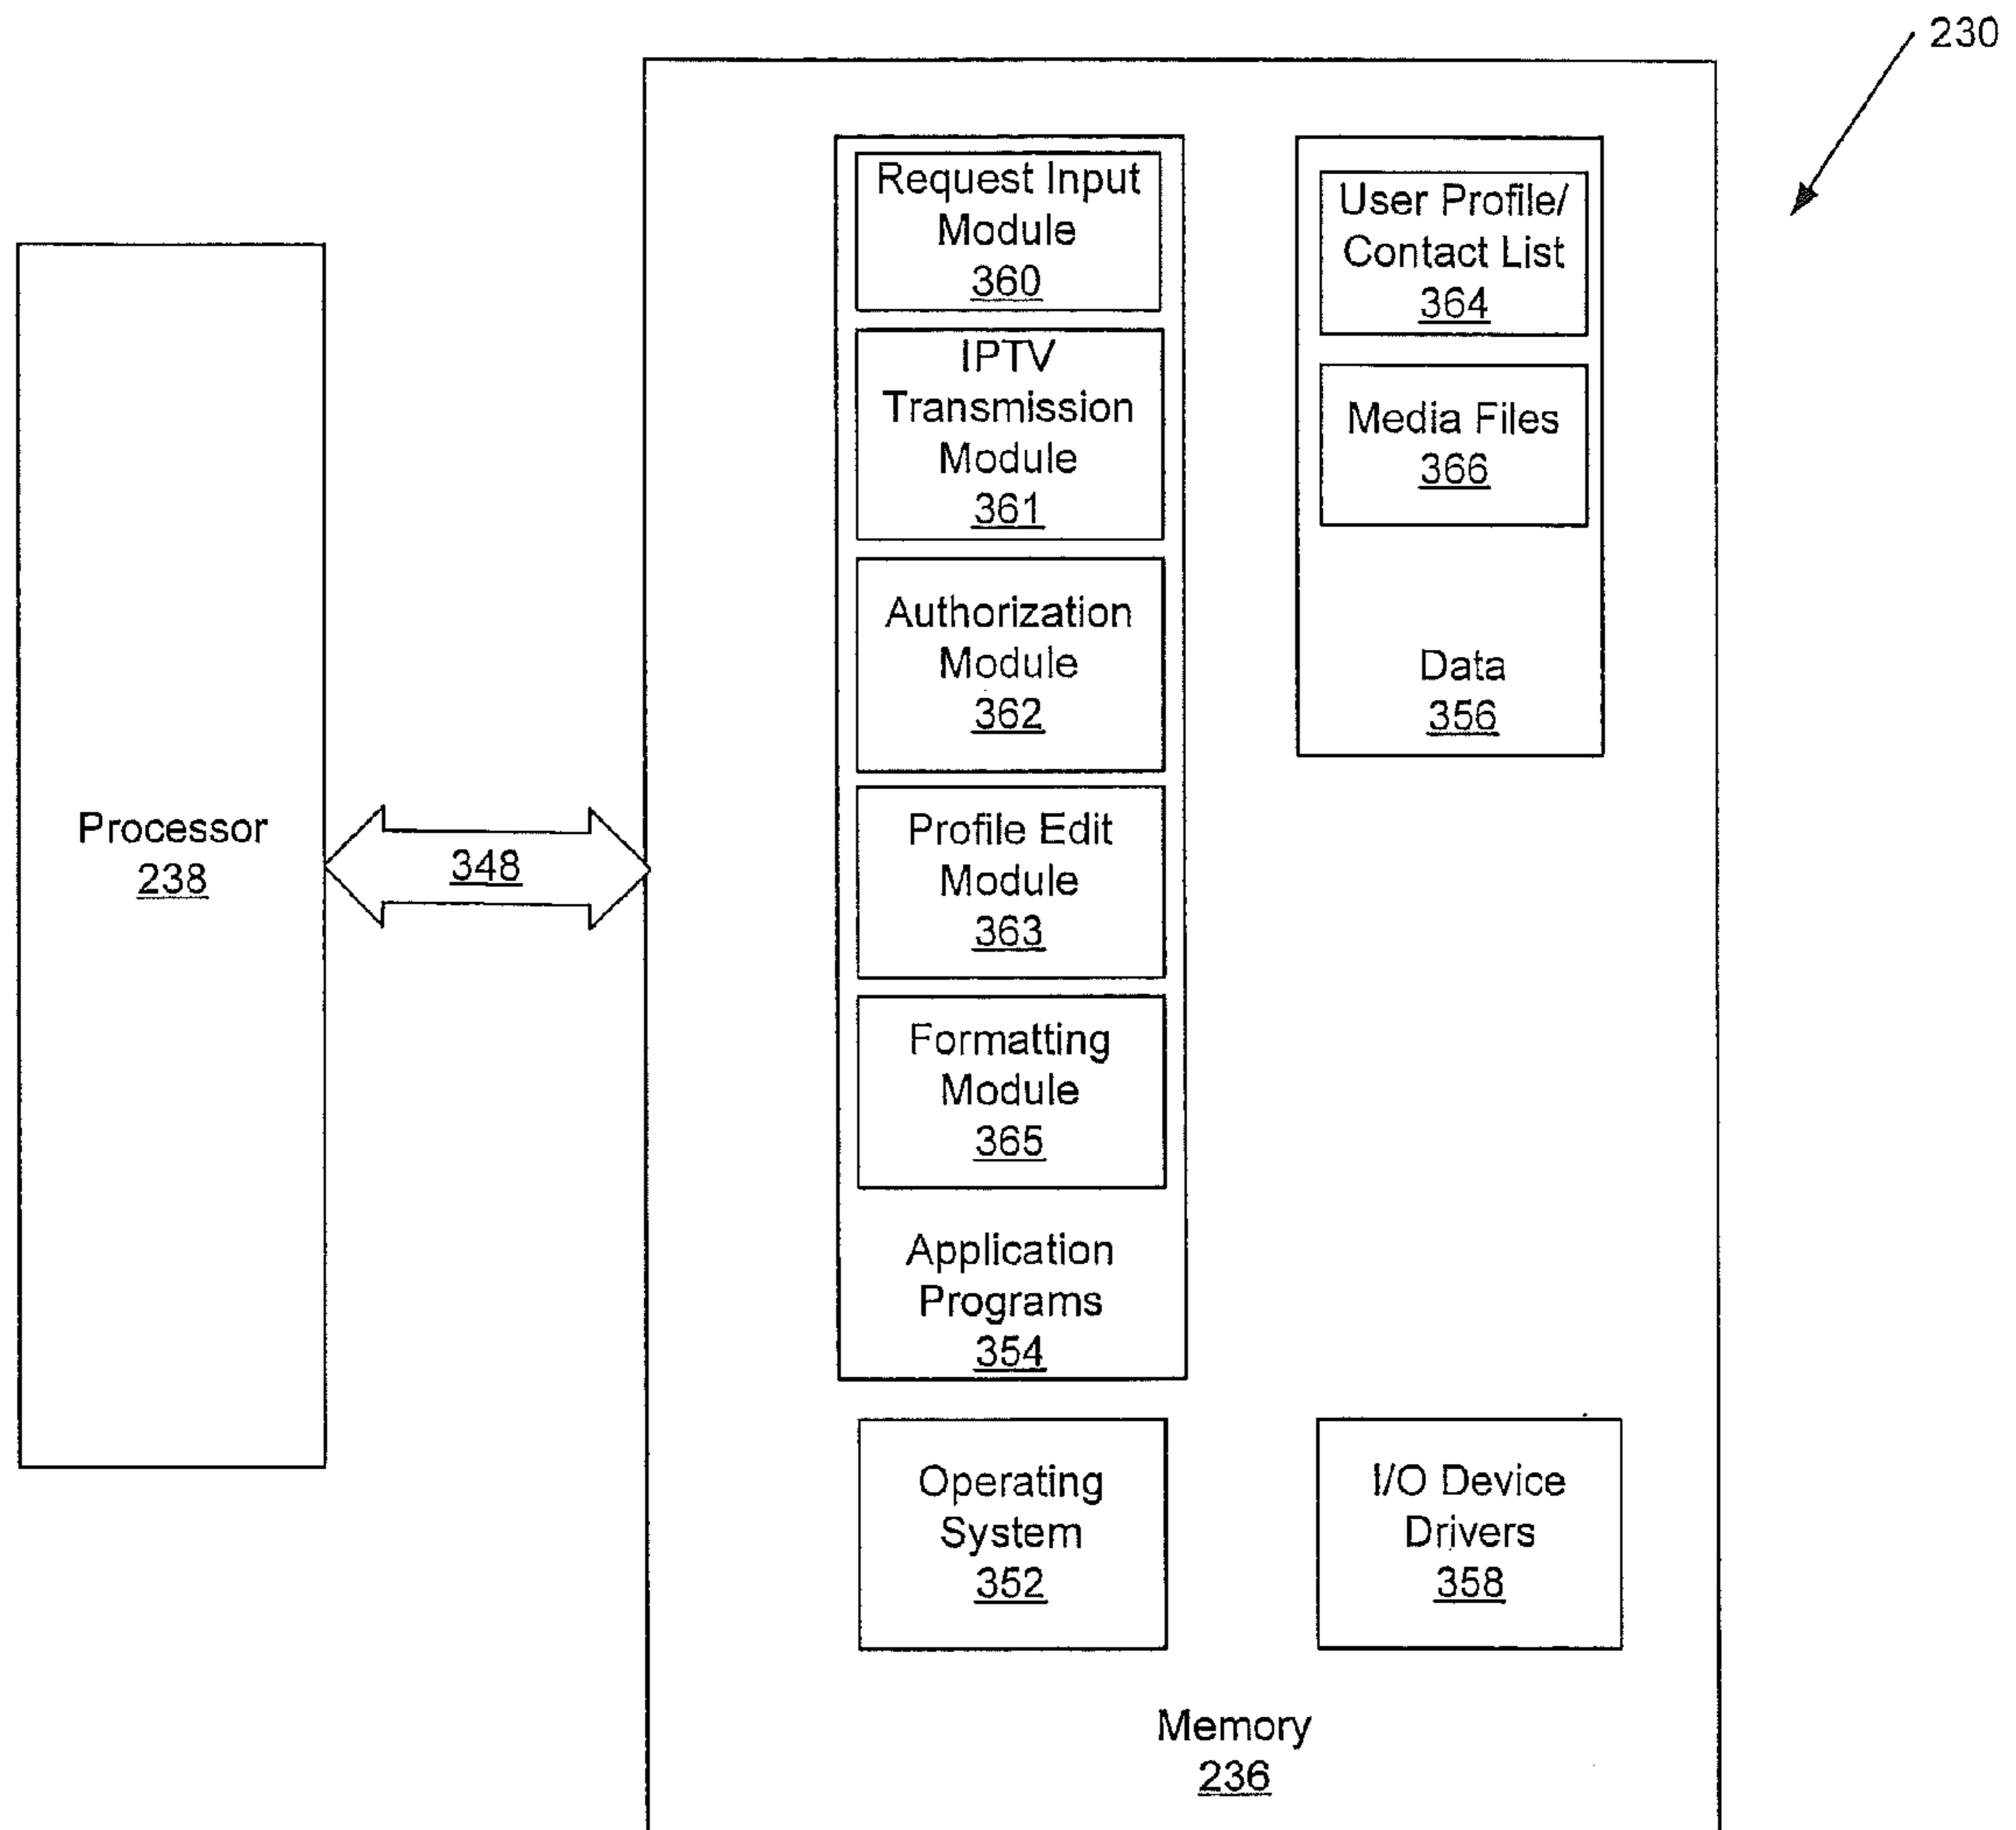 230
Request Input
Module
360
IPTV
Transmission
Module
361
Authorization
Module
362
Profile Edit
Module
363
Formatting
Module
365
Application
Programs
354
User Profile/
Contact List
364
Media Files
366
Data
356
Processor
238
348
Operating
System
352
I/O Device
Drivers
358
Memory
236